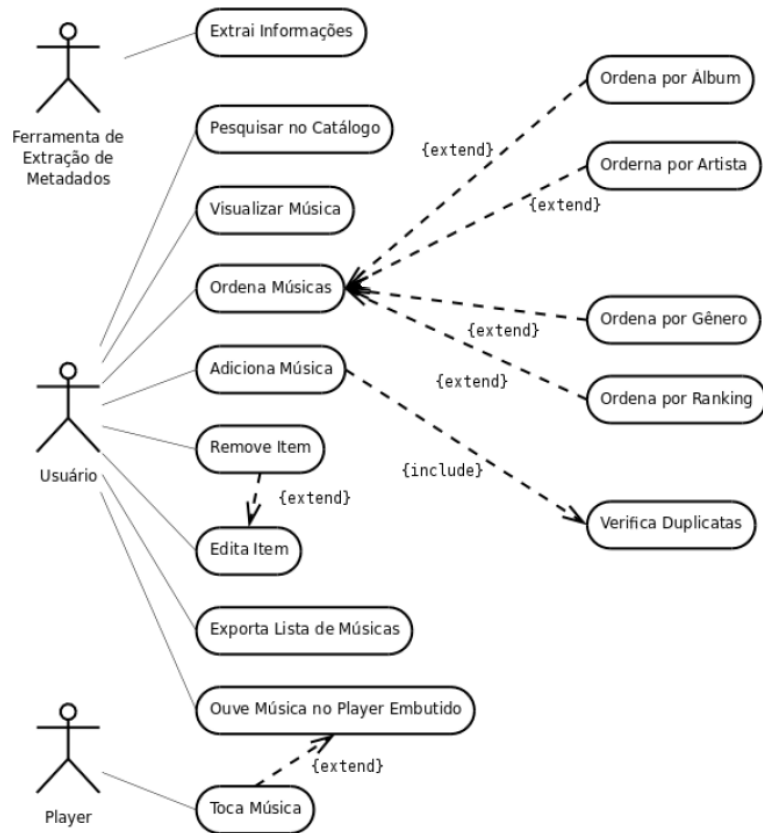 Extrai Informações
Ordena por Álbum
Ferramenta de
Extração de
Metadados
Pesquisar no Catálogo
{extend}
Orderna por Artista
{extend}
Visualizar Música
Ordena Músicas
Ordena por Gênero
{extend}
Adiciona Música
{extend}
Ordena por Ranking
Usuário
Remove Item
{include}
{extend}
Verifica Duplicatas
Edita Item
Exporta Lista de Músicas
Ouve Música no Player Embutido
{extend}
Player
Toca Música